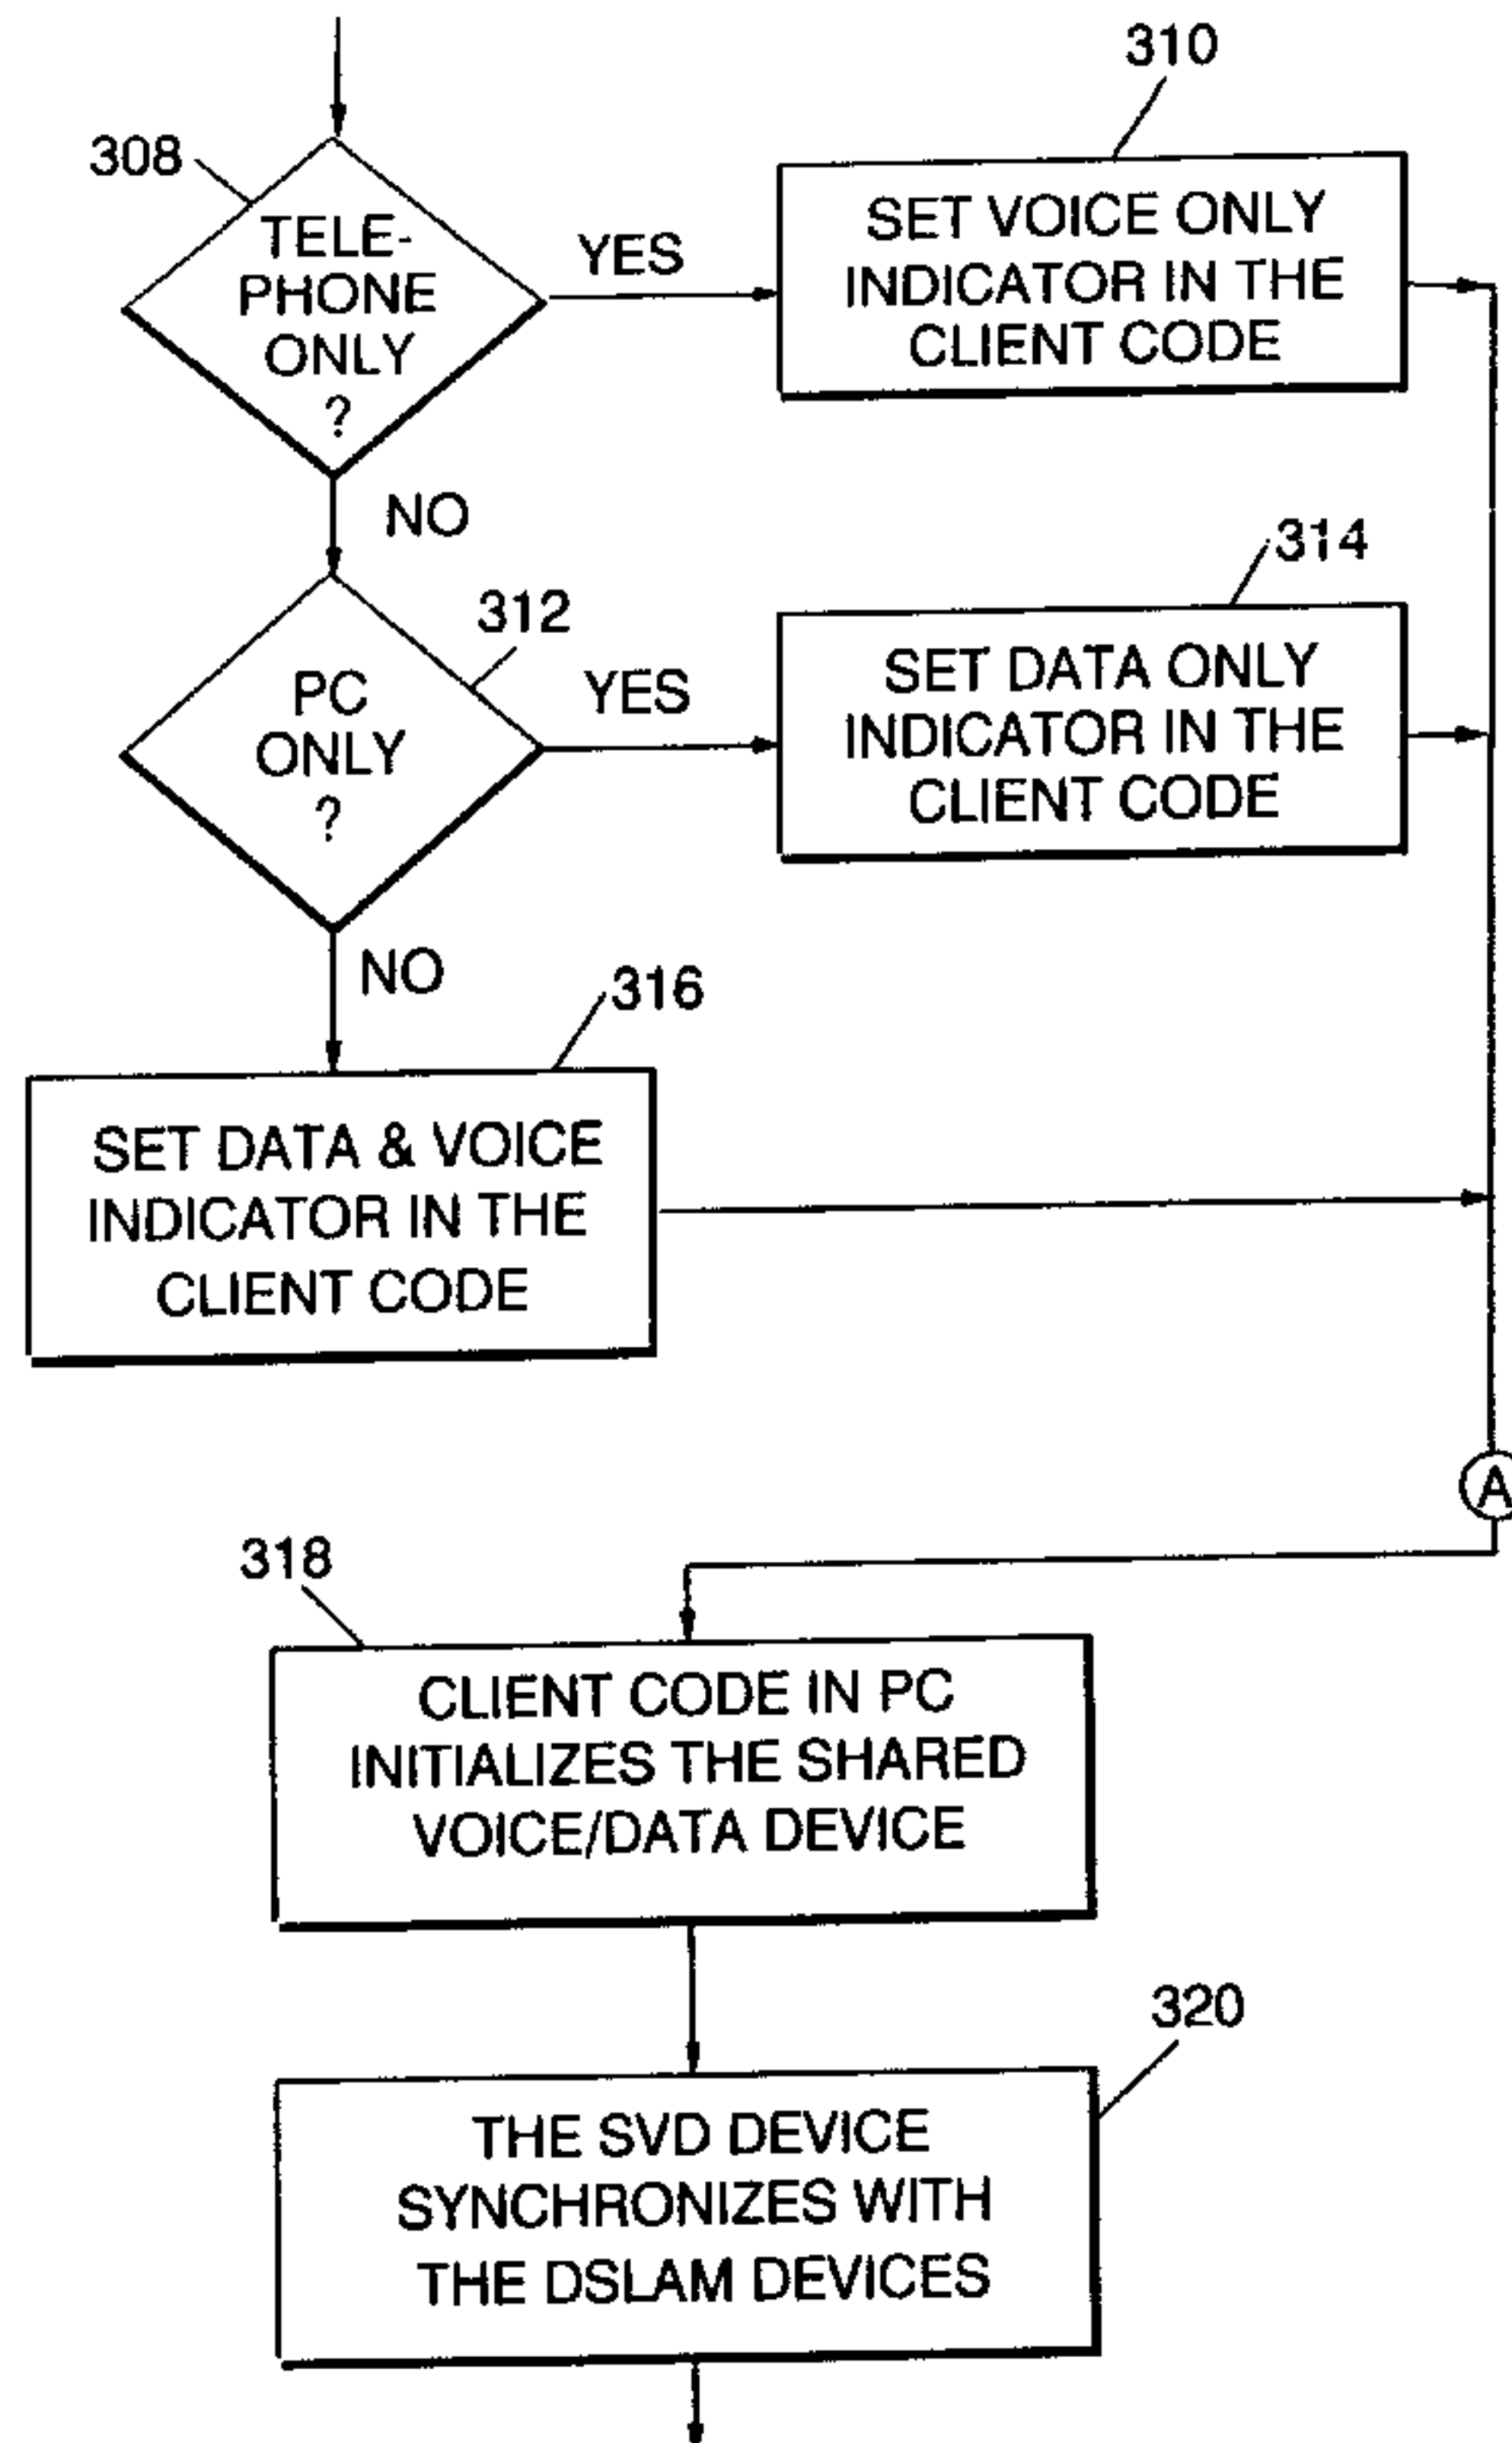 310
308
TELE-
PHONE
ONLY
?
YES
SET VOICE ONLY
INDICATOR IN THE
CLIENT CODE
NO
312
314
PC
ONLY
?
YES
SET DATA ONLY
INDICATOR IN THE
CLIENT CODE
NO
316
SET DATA & VOICE
INDICATOR IN THE
CLIENT CODE
A
318
CLIENT CODE IN PC
INITIALIZES THE SHARED
VOICE/DATA DEVICE
320
THE SVD DEVICE
SYNCHRONIZES WITH
THE DSLAM DEVICES